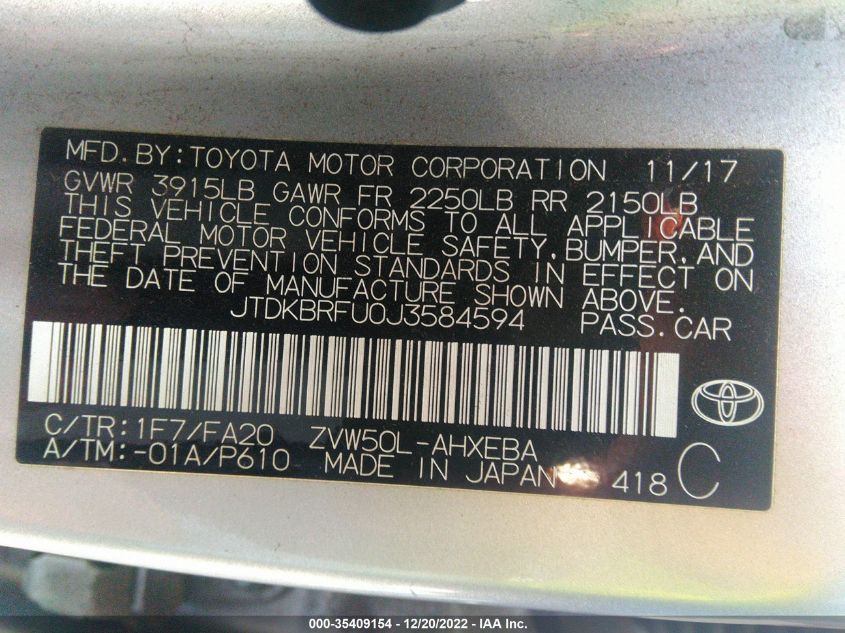 MFD.BY:TOYOTA MOTOR CORPORATION 11/17
GVWR 3915LB GAWR FR 2250LB RR 2150LB
THIS VEHICLE CONFORMS TO ALL APPLICABLE
FEDERAL MOTOR VEHICLE SAFETY,BUMPER,AND
THEFT PREVENTION STANDARDS IN EFFECT ON
THE DATE OF MANUFACTURE SHOWN ABOVE.
JTDKBRFU0J3584594 PASS.CAR
C/TR:1F7/FA20 ZVW50L-AHXEBA
A/TM:-01A/P610 MADE IN JAPAN 418 C
000-35409154 - 12/20/2022 - IAA Inc.